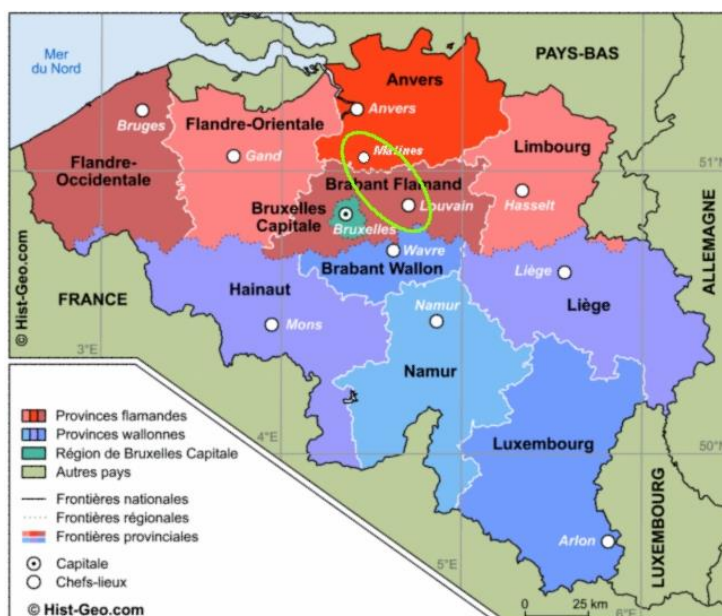 Mer
du Nord
PAYS-BAS
Anvers
Anvers
Bruges
Flandre-Orientale
Gand
Malines
Limbourg
51°
Flandre-
Occidentale
Brabant Flamand
Bruxelles
Capitale
Louvain
Hasselt
Bruxelles
ALLEMAGNE
© Hist-Geo.com
Wavre
Brabant Wallon
Liège
FRANCE
Hainaut
Liège
Mons
Namur
3°E
Namur
Provinces flamandes
Provinces wallonnes
Région de Bruxelles Capitale
Autres pays
4°E
Luxembourg
50°
Frontières nationales
Frontières régionales
Frontières provinciales
LUXEMBOURG
Arlon
Capitale
Chefs-lieux
5°E
© Hist-Geo.com
0 25 km
6°E